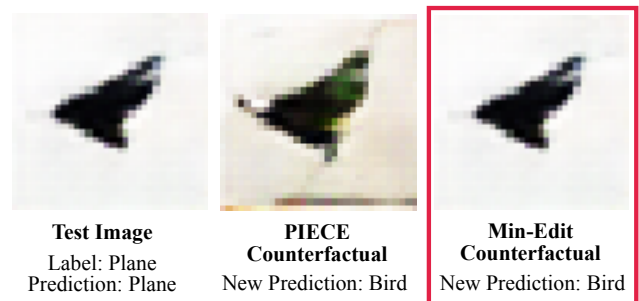 Test Image
Label: Plane
Prediction: Plane
PIECE
Counterfactual
New Prediction: Bird
Min-Edit
Counterfactual
New Prediction: Bird